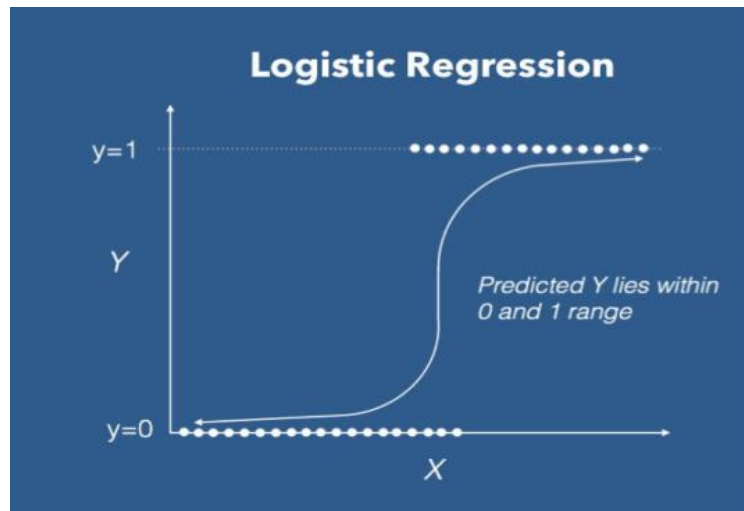 Logistic Regression
y=1
Y
Predicted Y lies within
0 and 1 range
y=0
X